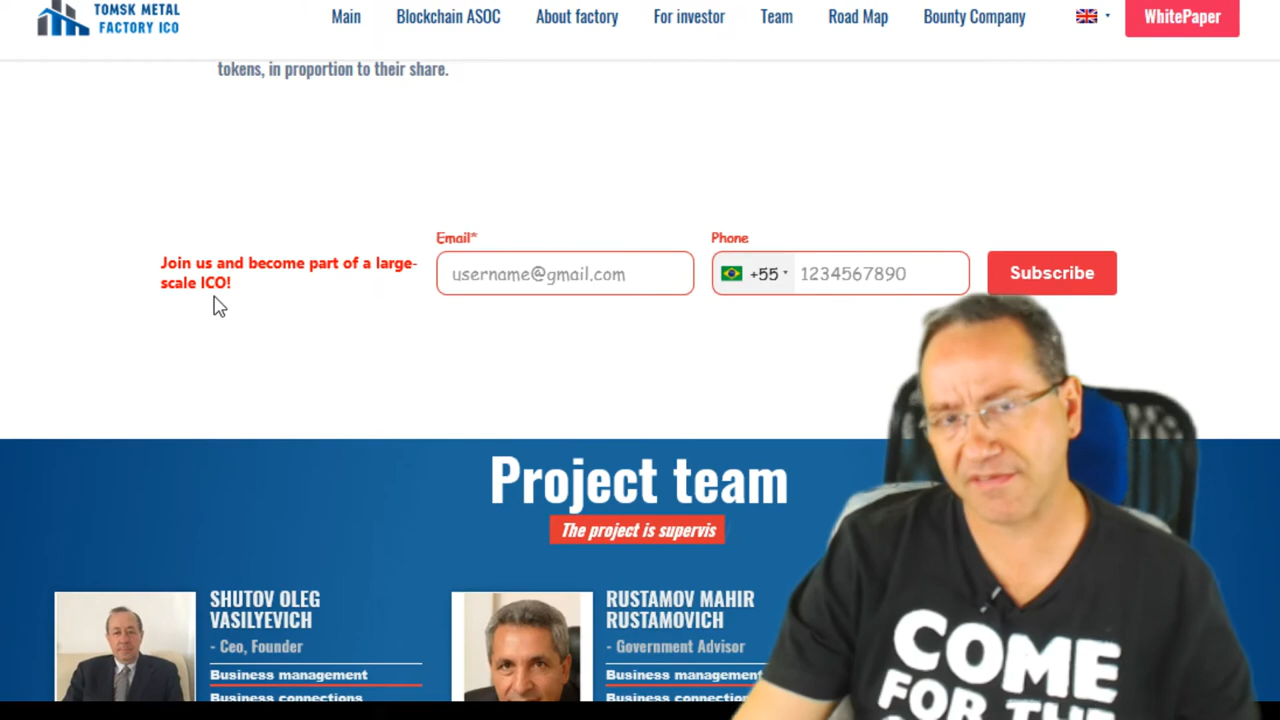 TOMSK METAL
FACTORY ICO
Main
Blockchain ASOC
About factory
For investor
Team
Road Map
Bounty Company
WhitePaper
tokens, in proportion to their share.
Email*
Phone
Join us and become part of a large-
scale ICO!
username@gmail.com
+55
1234567890
Subscribe
Project team
The project is supervis
SHUTOV OLEG
VASILYEVICH
- Ceo, Founder
Business management
Business connections
RUSTAMOV MAHIR
RUSTAMOVICH
- Government Advisor
Business management
Business connections
COME
FOR THE